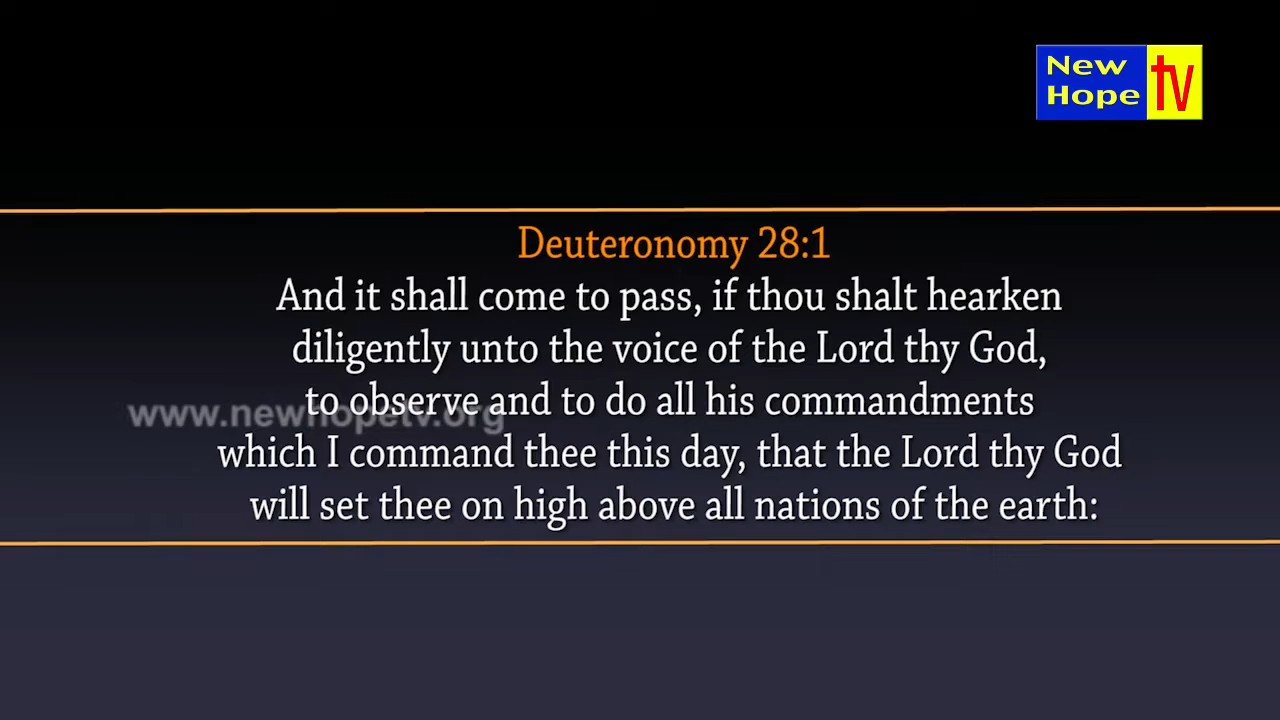 New
Hope
tv
Deuteronomy 28:1
And it shall come to pass, if thou shalt hearken
diligently unto the voice of the Lord thy God,
to observe and to do all his commandments
www.newhopetv.org
which I command thee this day, that the Lord thy God
will set thee on high above all nations of the earth: